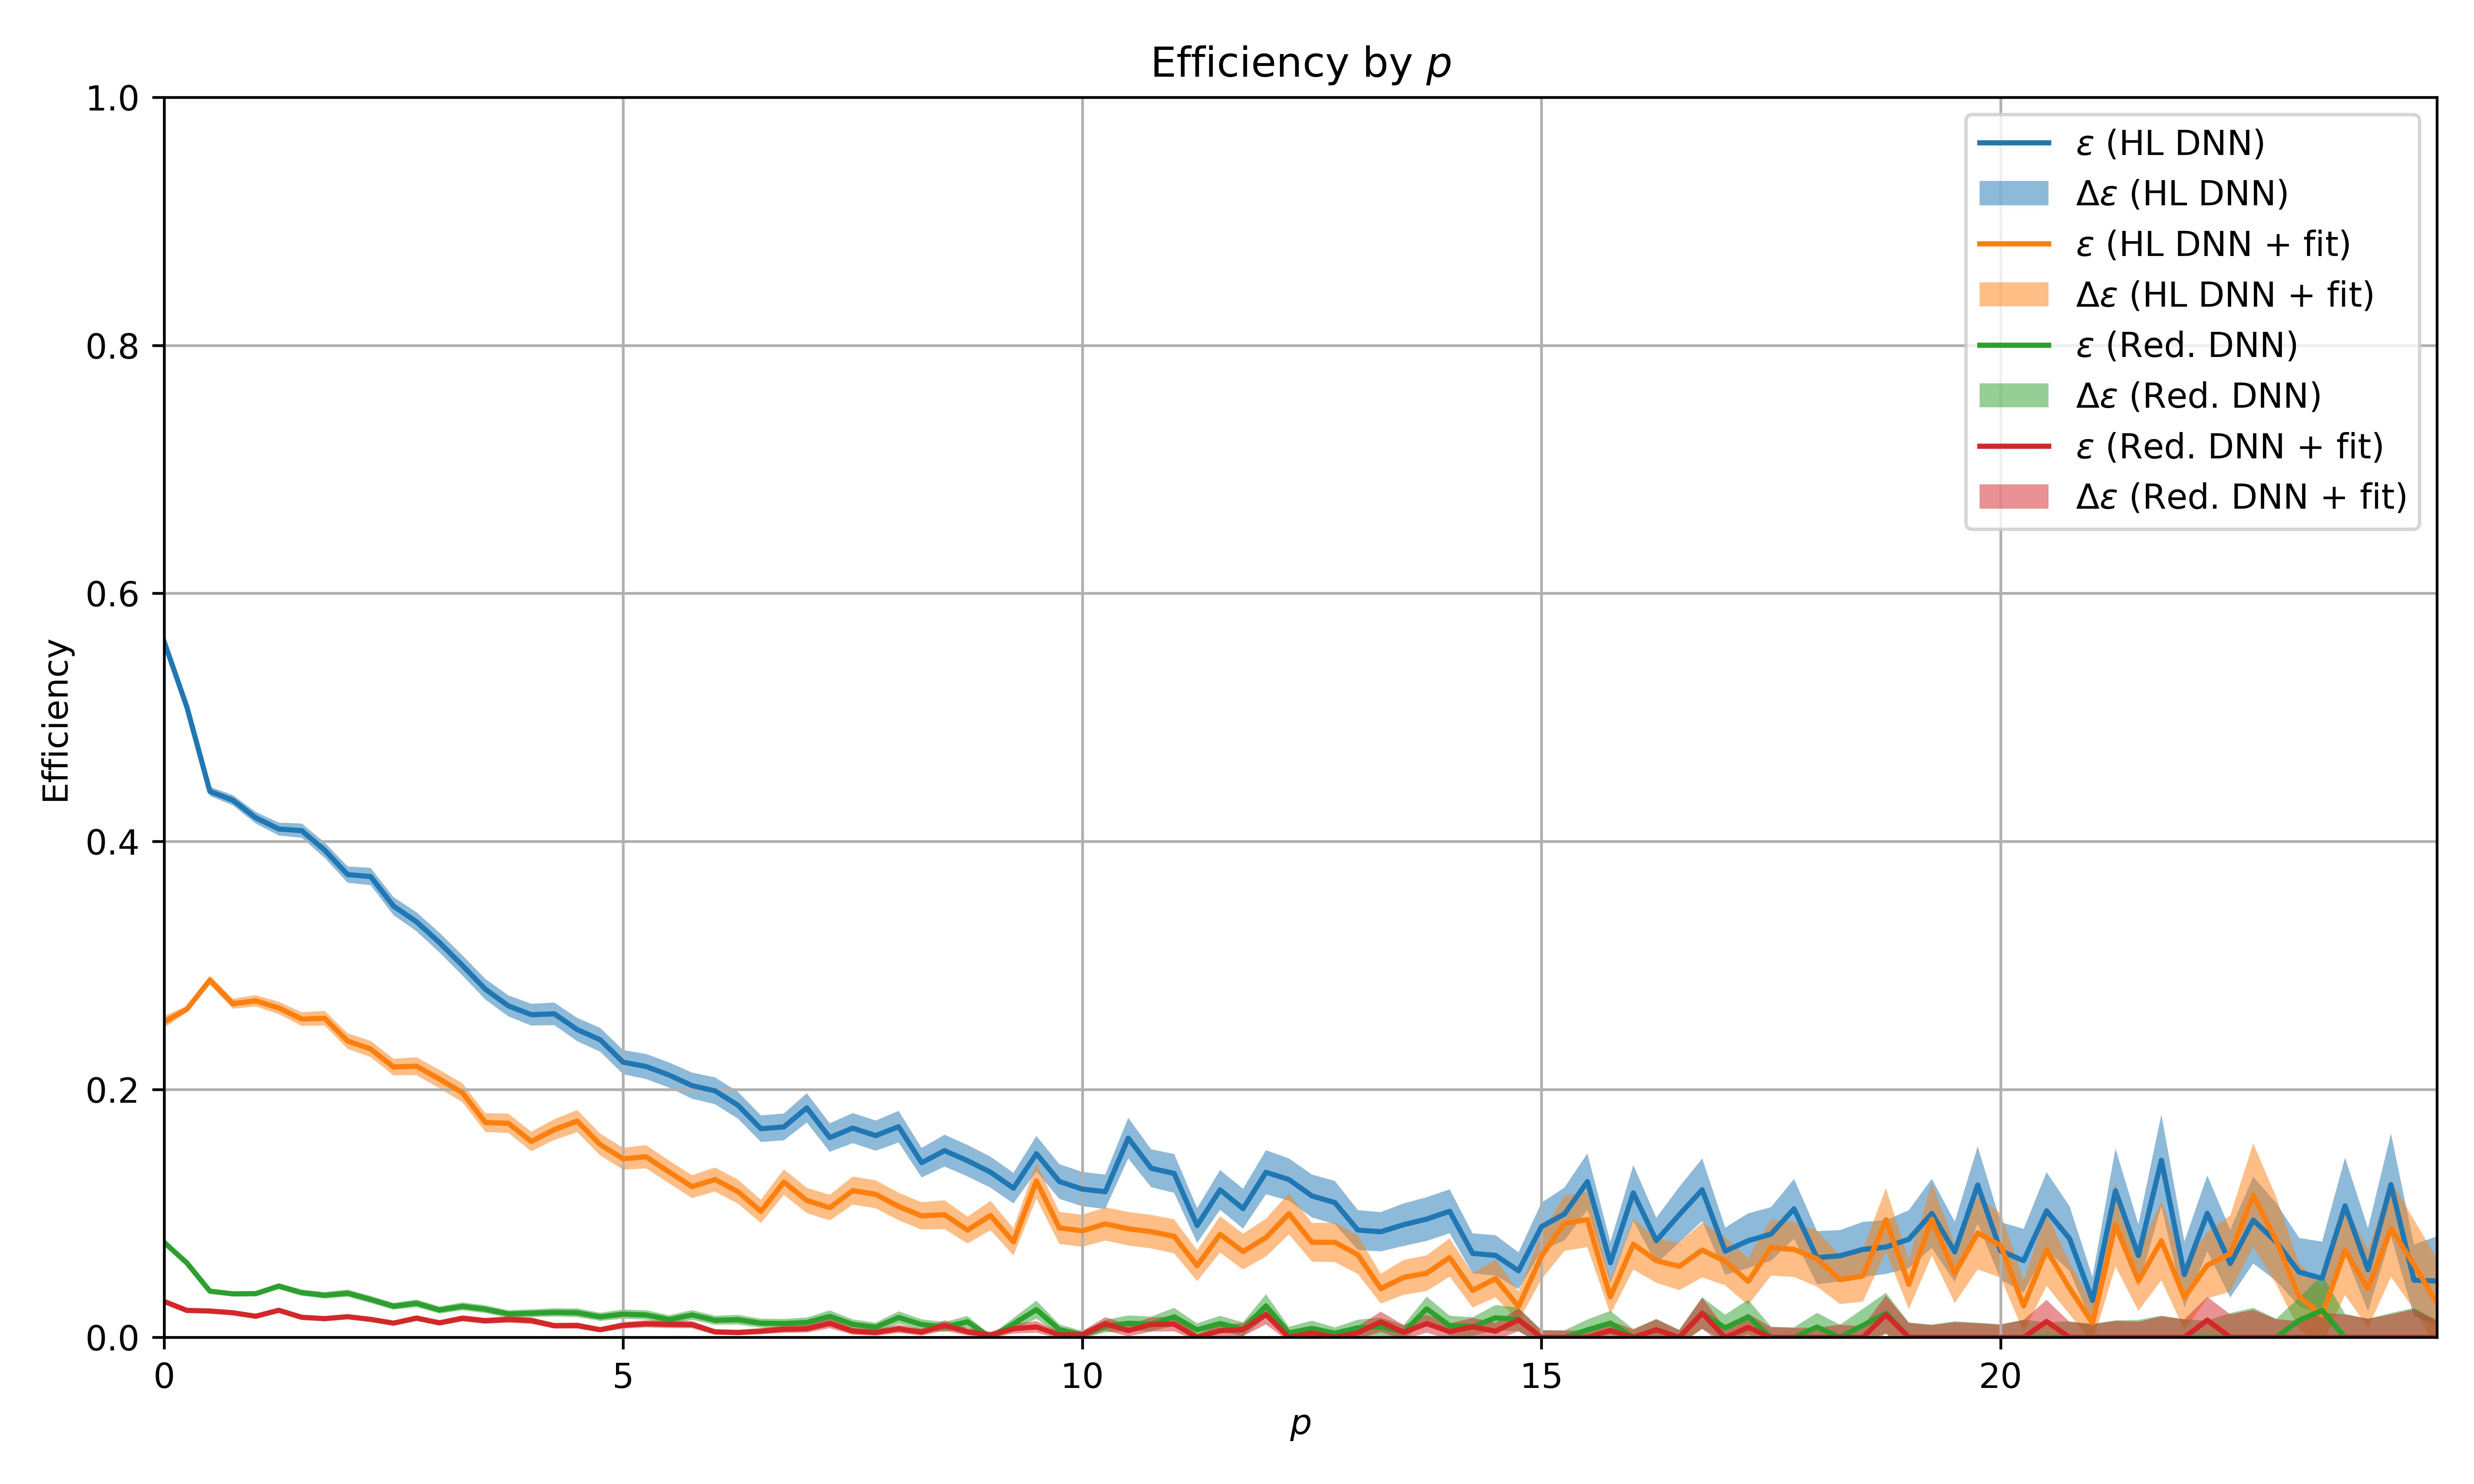 Efficiency by p
1.0
0.8
0.6
0.4
0.2
0.0
Efficiency
ε (HL DNN)
Δε (HL DNN)
ε (HL DNN + fit)
Δε (HL DNN + fit)
ε (Red. DNN)
Δε (Red. DNN)
ε (Red. DNN + fit)
Δε (Red. DNN + fit)
0 5 10 15 20
p